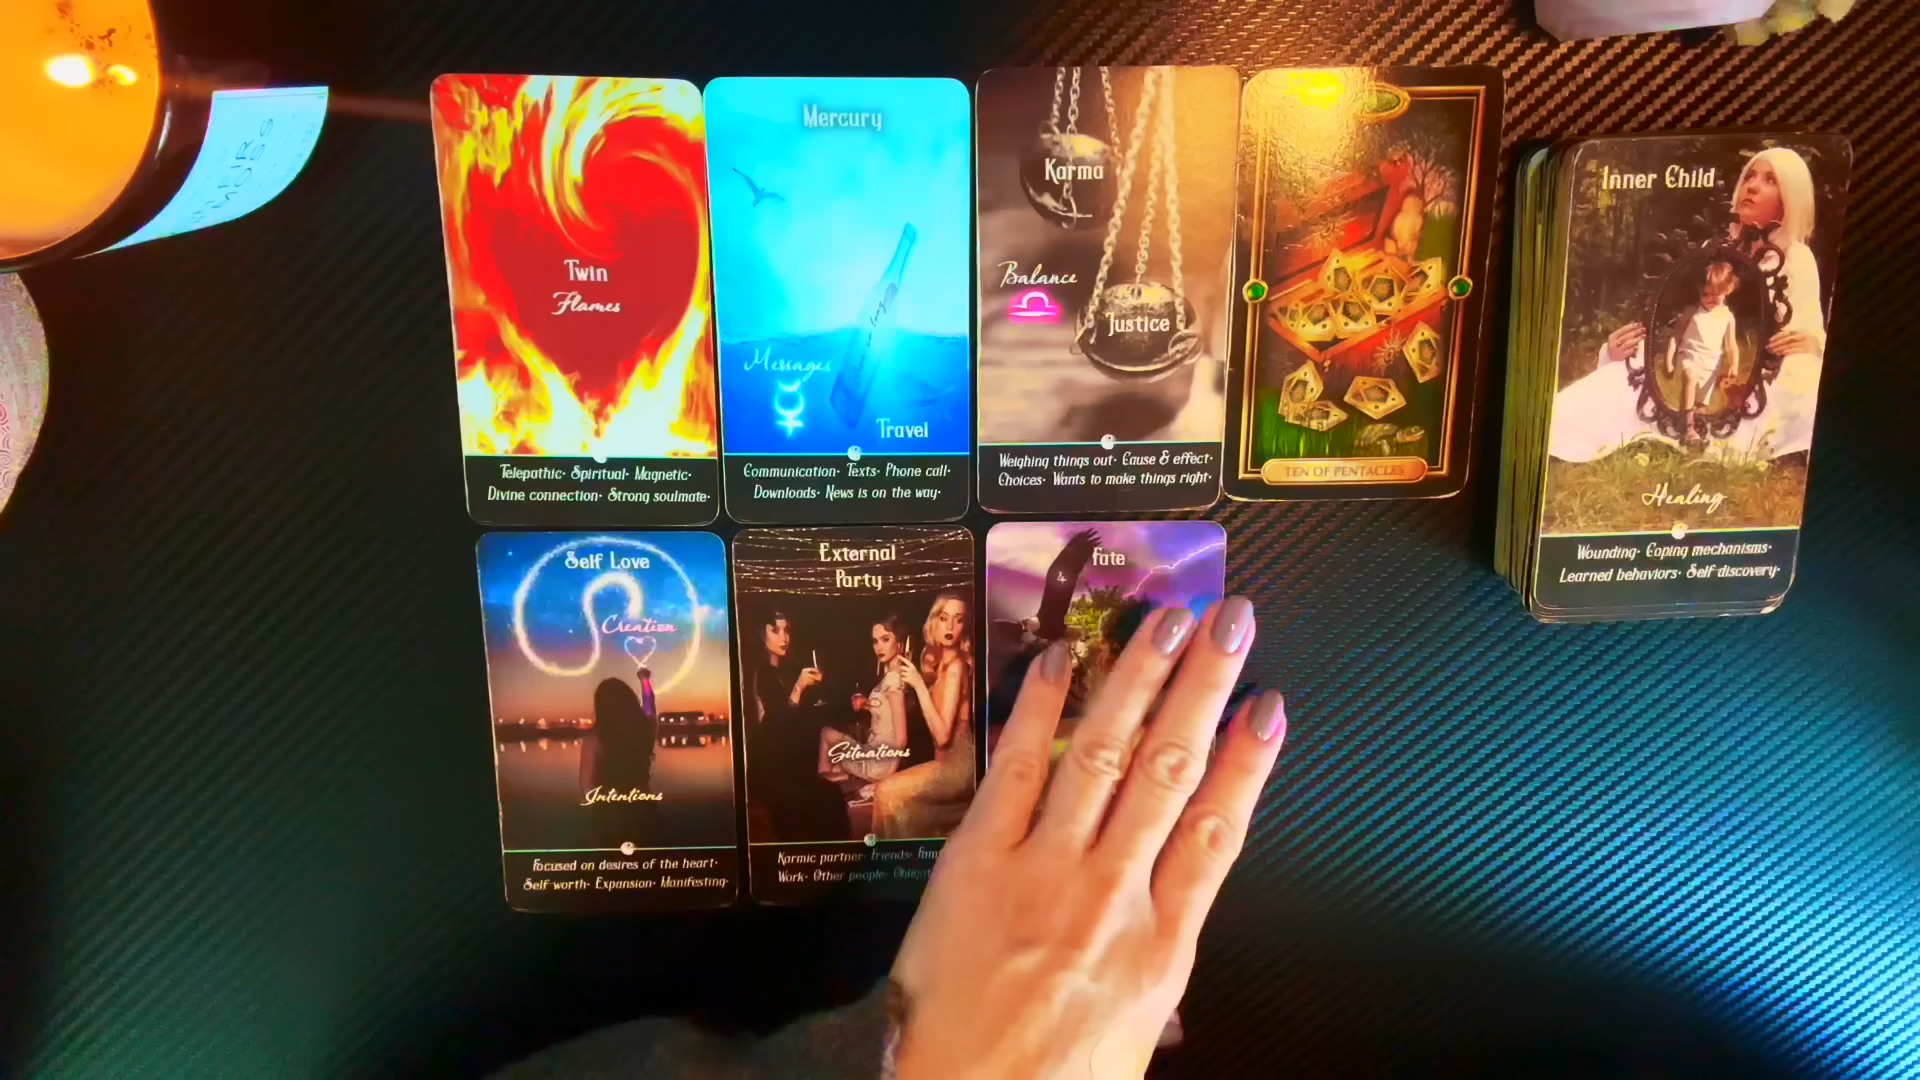 Twin
Flames
Telepathic· Spiritual· Magnetic·
Divine connection· Strong soulmate·
Mercury
Messages
Travel
Communication· Texts· Phone call·
Downloads· News is on the way·
Karma
Balance
Justice
Weighing things out· Cause & effect·
Choices· Wants to make things right·
TEN OF PENTACLES
Inner Child
Healing
Wounding· Coping mechanisms·
Learned behaviors· Self discovery·
Self Love
Creation
Intentions
Focused on desires of the heart·
Self worth· Expansion· Manifesting·
External
Party
Situations
Karmic partner· Friends·
Work· Other people·
Fate